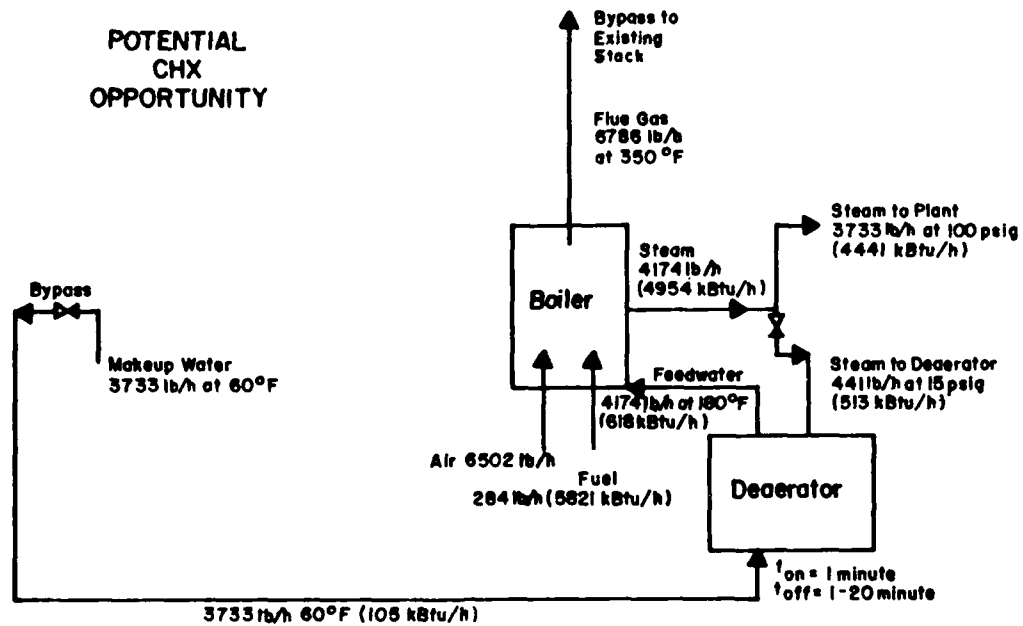 POTENTIAL
CHX
OPPORTUNITY
Bypass to
Existing
Stack
Flue Gas
6786 lb/h
at 350°F
Steam to Plant
3733 lb/h at 100 psig
(4441 kBtu/h)
Steam
4174 lb/h
(4954 kBtu/h)
Boiler
Bypass
Makeup Water
3733 lb/h at 60°F
Steam to Deaerator
441 lb/h at 15 psig
(513 kBtu/h)
Feedwater
4174 lb/h at 180°F
(618 kBtu/h)
Air 6502 lb/h
Fuel
284 lb/h (5821 kBtu/h)
Deaerator
ton = 1 minute
toff = 1-20 minute
3733 lb/h 60°F (105 kBtu/h)